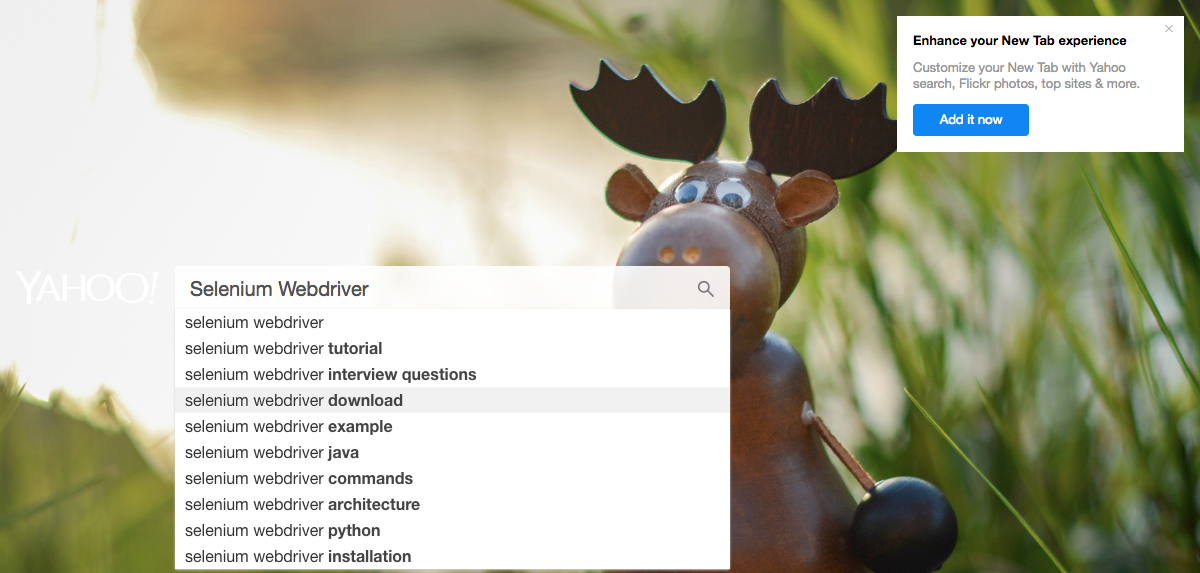 Enhance your New Tab experience
Customize your New Tab with Yahoo
search, Flickr photos, top sites & more.
Add it now
YAHOO!
Selenium Webdriver
selenium webdriver
selenium webdriver tutorial
selenium webdriver interview questions
selenium webdriver download
selenium webdriver example
selenium webdriver java
selenium webdriver commands
selenium webdriver architecture
selenium webdriver python
selenium webdriver installation